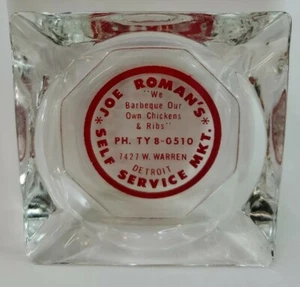 * JOE ROMAN'S *
"We
Barbeque Our
Own Chickens
& Ribs"
PH. TY 8-0510
7427 W. WARREN
DETROIT
SELF SERVICE MKT.